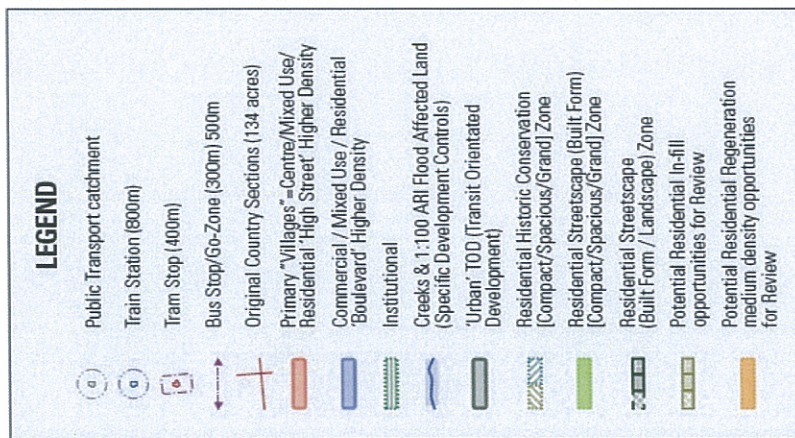 LEGEND
Public Transport catchment
Train Station (800m)
Tram Stop (400m)
Bus Stop/Go-Zone (300m) 500m
Original Country Sections (134 acres)
Primary "Villages"=Centre/Mixed Use/
Residential 'High Street' Higher Density
Commercial / Mixed Use / Residential
'Boulevard' Higher Density
Institutional
Creeks & 1:100 ARI Flood Affected Land
(Specific Development Controls)
'Urban' TOD (Transit Orientated
Development)
Residential Historic Conservation
[Compact/Spacious/Grand] Zone
Residential Streetscape (Built Form)
[Compact/Spacious/Grand] Zone
Residential Streetscape
(Built Form / Landscape) Zone
Potential Residential In-fill
opportunities for Review
Potential Residential Regeneration
medium density opportunities
for Review